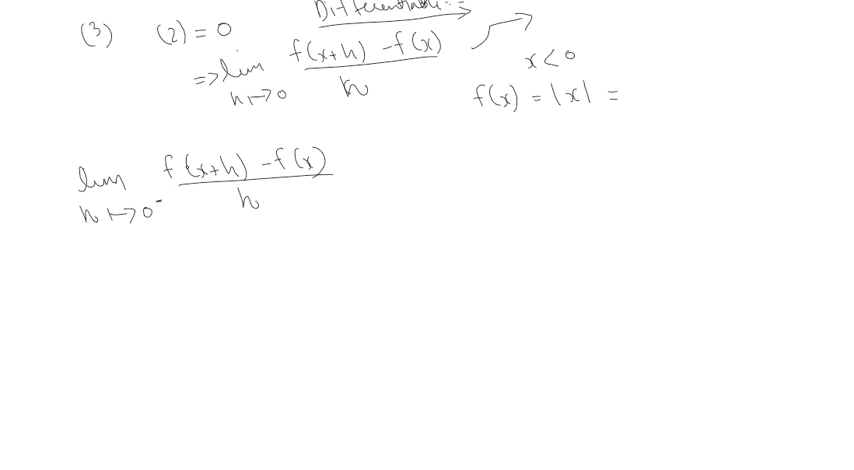 Differentiable
(3) (2) = 0
=> lim h→0 f(x+h) - f(x) / h
x < 0
f(x) = |x| =
lim h→0⁻ f(x+h) - f(x) / h